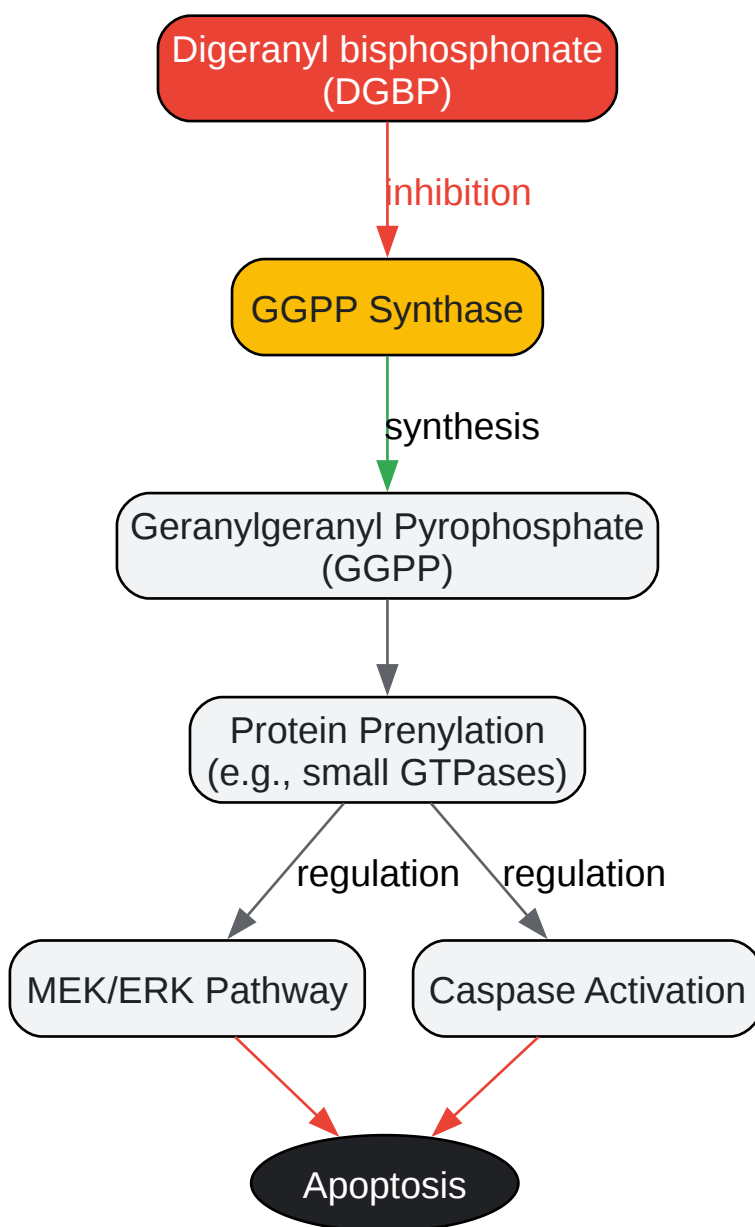 Digeranyl bisphosphonate
(DGBP)
inhibition
GGPP Synthase
synthesis
Geranylgeranyl Pyrophosphate
(GGPP)
Protein Prenylation
(e.g., small GTPases)
regulation
regulation
MEK/ERK Pathway
Caspase Activation
Apoptosis